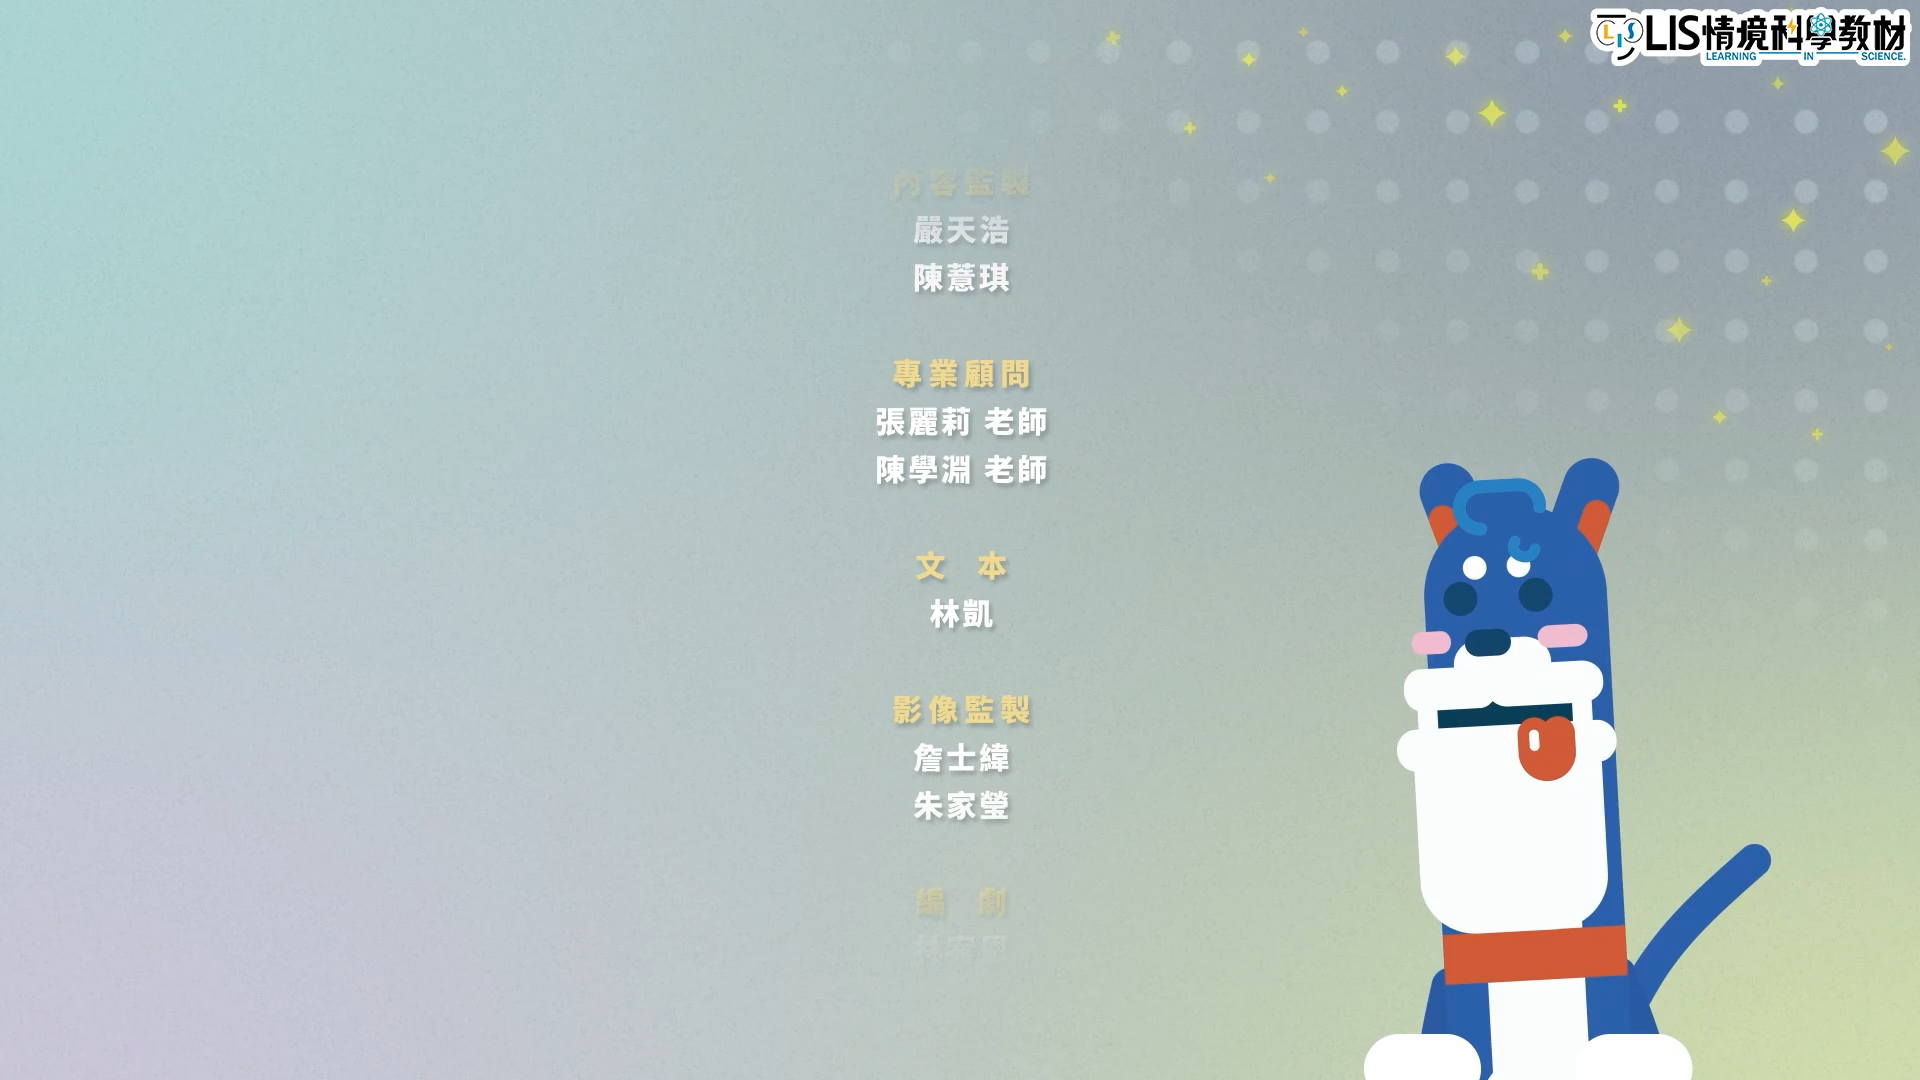 LIS情境科學教材
LEARNING IN SCIENCE.
內容監製
嚴天浩
陳薏琪
專業顧問
張麗莉 老師
陳學淵 老師
文 本
林凱
影像監製
詹士緯
朱家瑩
編 劇